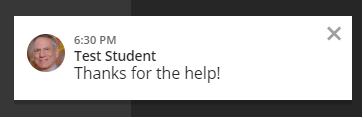 6:30 PM
Test Student
Thanks for the help!